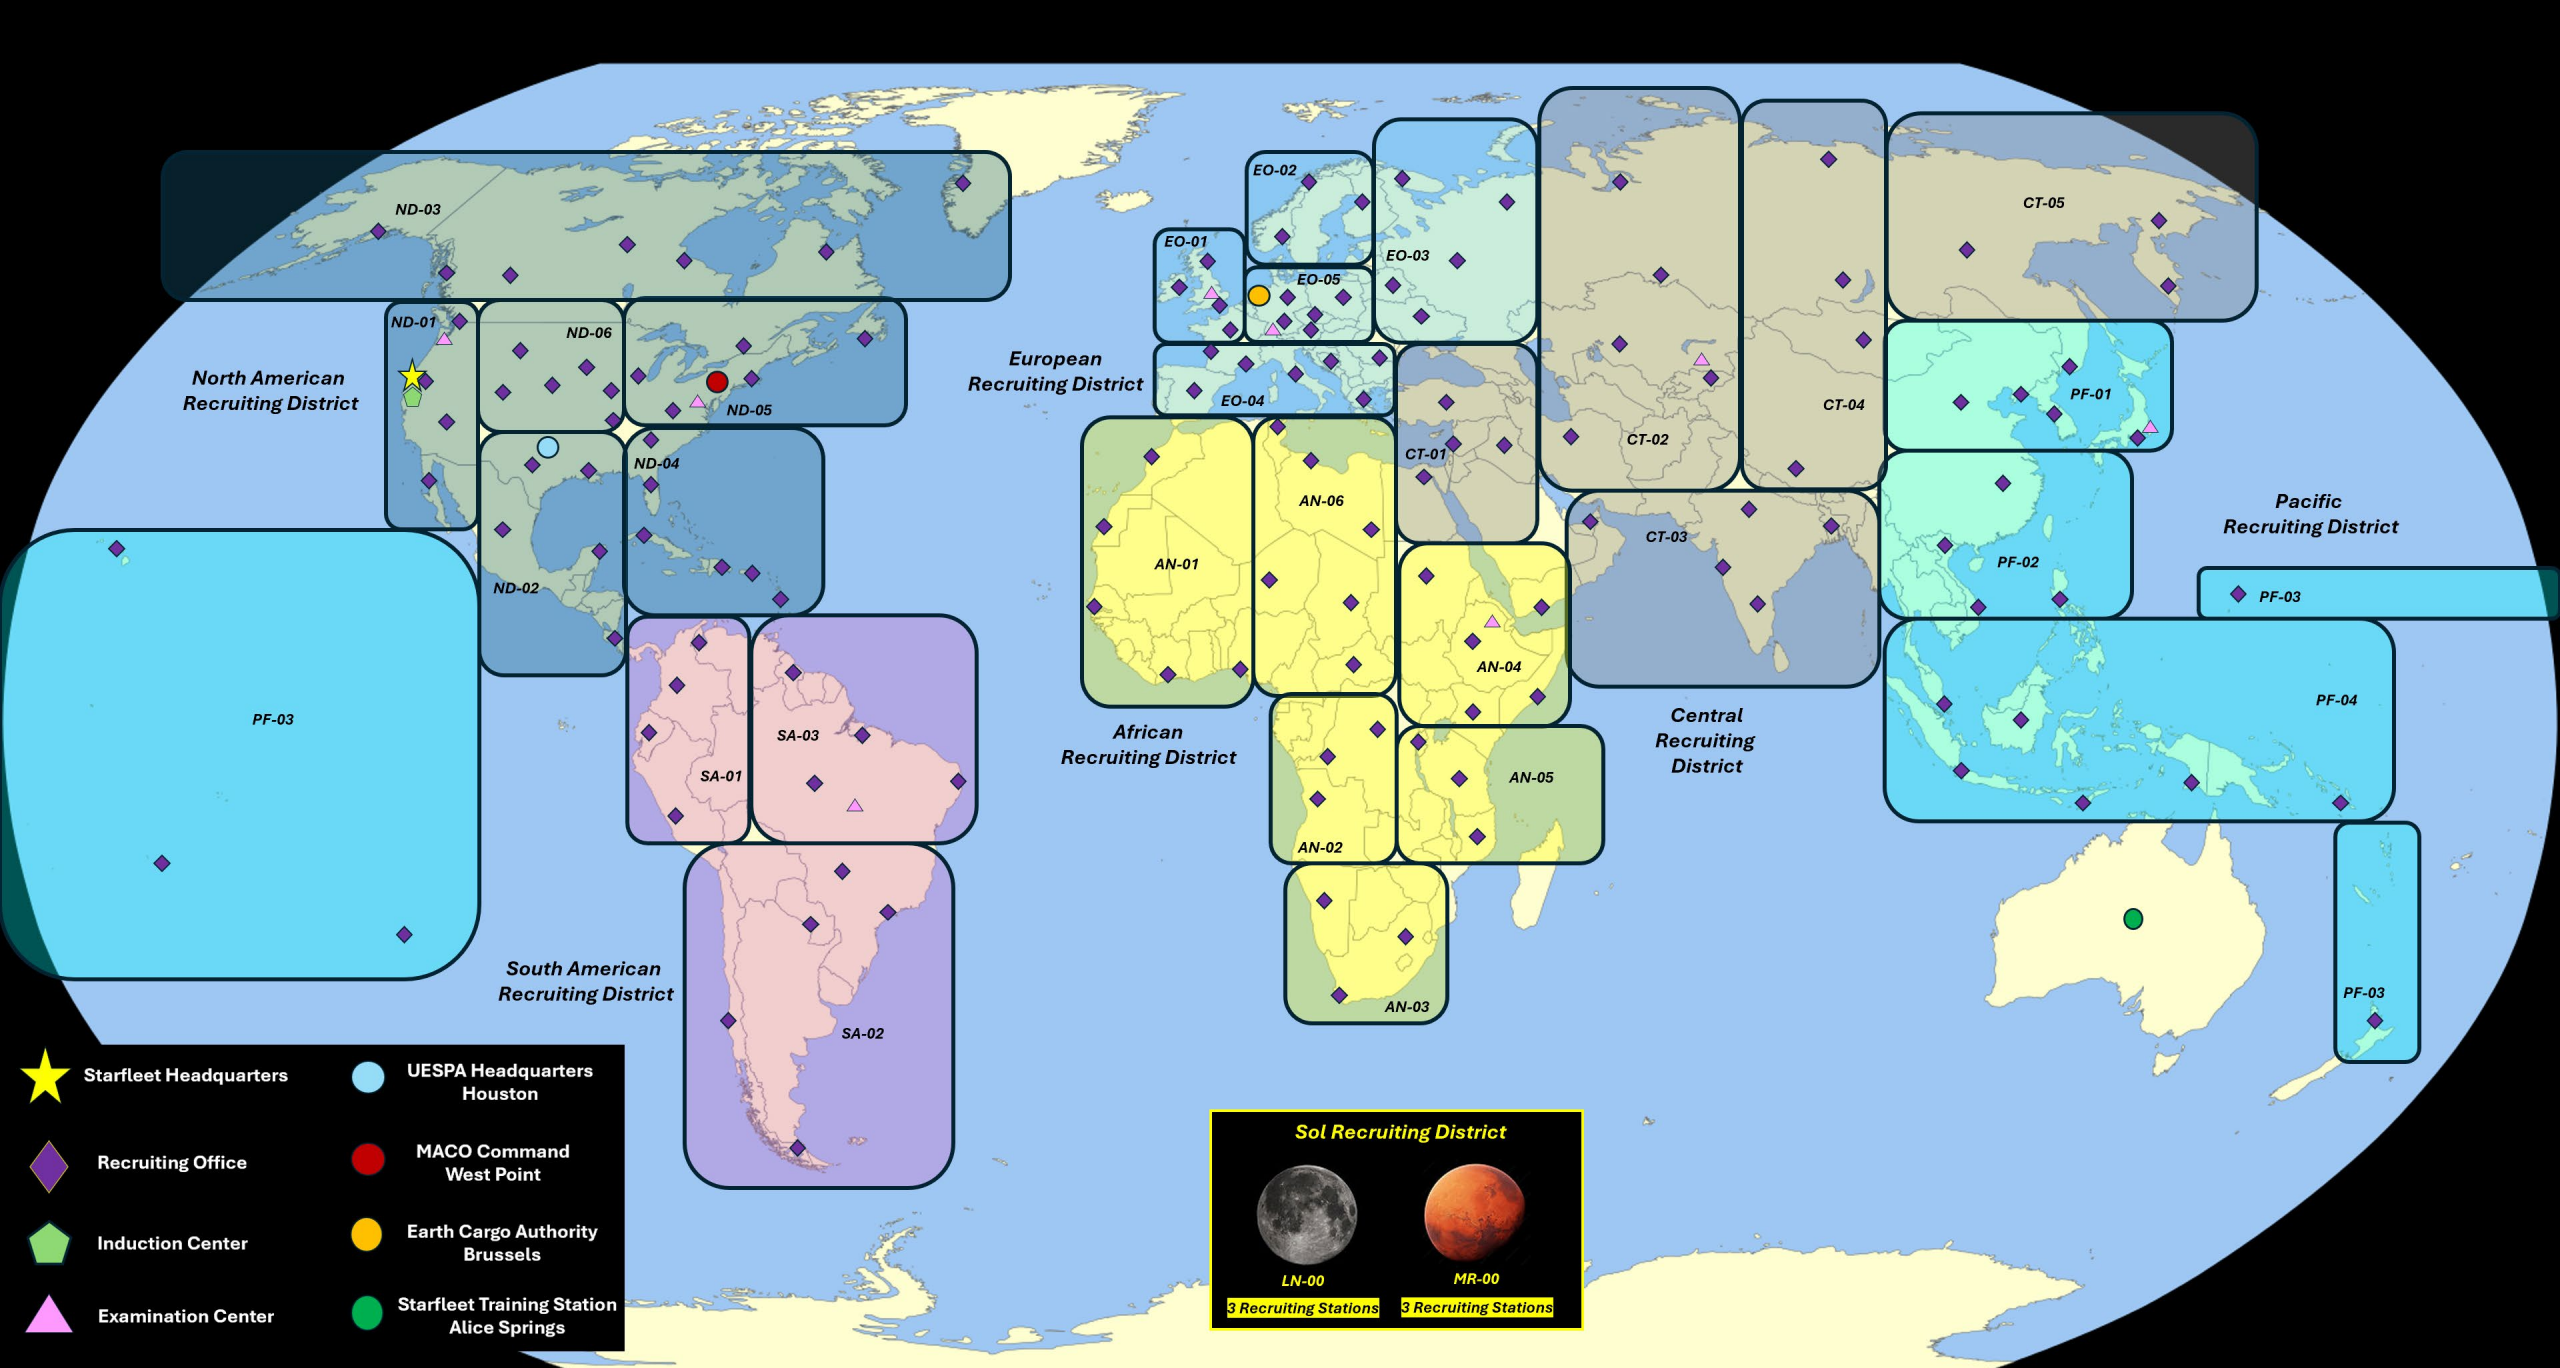 ND-03
EO-02
CT-05
EO-01
EO-03
EO-05
ND-01
ND-06
European
Recruiting District
North American
Recruiting District
PF-01
EO-04
ND-05
CT-04
CT-02
CT-01
ND-04
AN-06
Pacific
Recruiting District
CT-03
AN-01
PF-02
ND-02
PF-03
AN-04
PF-04
PF-03
Central
Recruiting
District
African
Recruiting District
SA-03
SA-01
AN-05
AN-02
South American
Recruiting District
PF-03
AN-03
SA-02
Starfleet Headquarters
UESPA Headquarters
Houston
Recruiting Office
MACO Command
West Point
Induction Center
Earth Cargo Authority
Brussels
Examination Center
Starfleet Training Station
Alice Springs
Sol Recruiting District
LN-00
MR-00
3 Recruiting Stations
3 Recruiting Stations